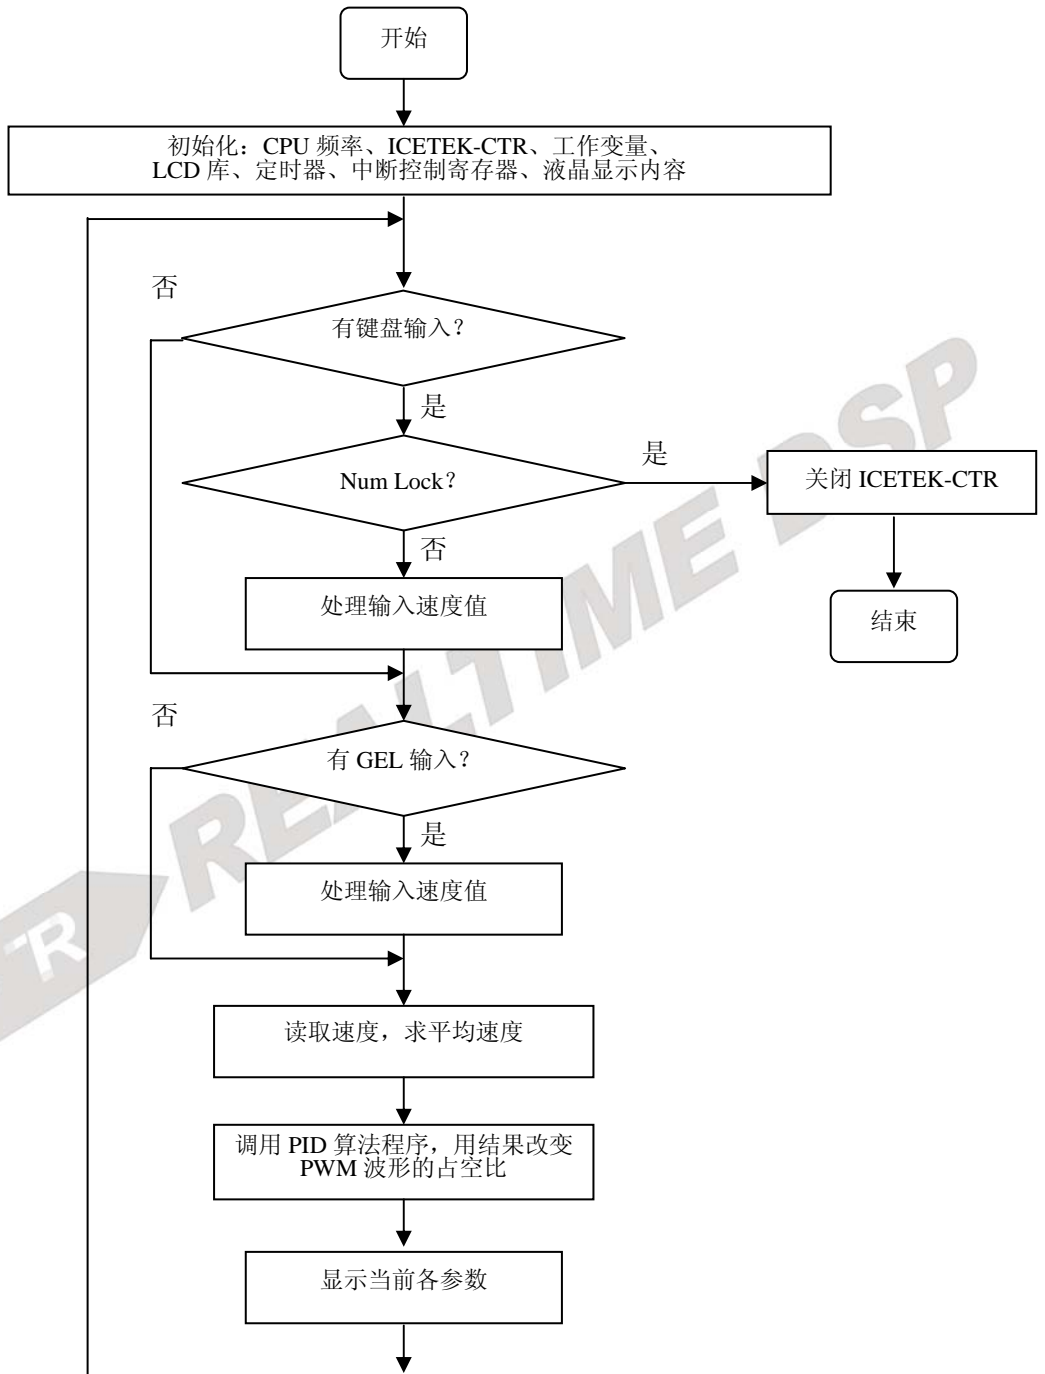 开始
初始化：CPU 频率、ICETEK-CTR、工作变量、
LCD 库、定时器、中断控制寄存器、液晶显示内容
否
有键盘输入？
是
Num Lock？
是
关闭 ICETEK-CTR
否
处理输入速度值
结束
否
有 GEL 输入？
是
处理输入速度值
读取速度，求平均速度
调用 PID 算法程序，用结果改变
PWM 波形的占空比
显示当前各参数
TR REALTIME DSP